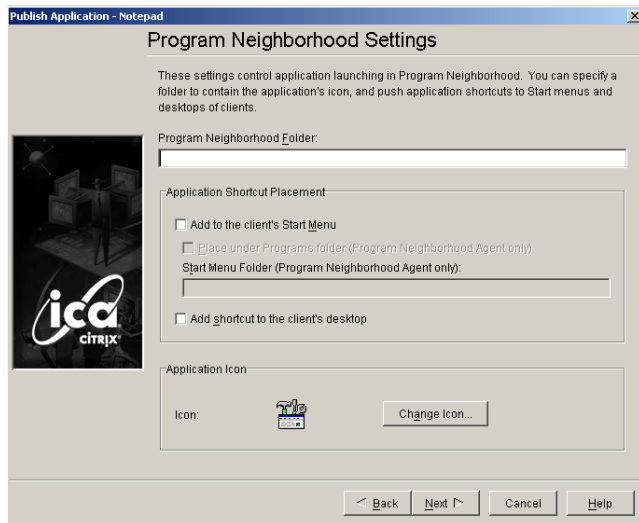 Publish Application - Notepad
Program Neighborhood Settings
These settings control application launching in Program Neighborhood. You can specify a
folder to contain the application's icon, and push application shortcuts to Start menus and
desktops of clients.
Program Neighborhood Folder:
Application Shortcut Placement
Add to the client's Start Menu
Place under Programs folder (Program Neighborhood Agent only)
Start Menu Folder (Program Neighborhood Agent only):
Add shortcut to the client's desktop
ica
CITRIX
Application Icon
Icon:
Change Icon...
Back
Next
Cancel
Help